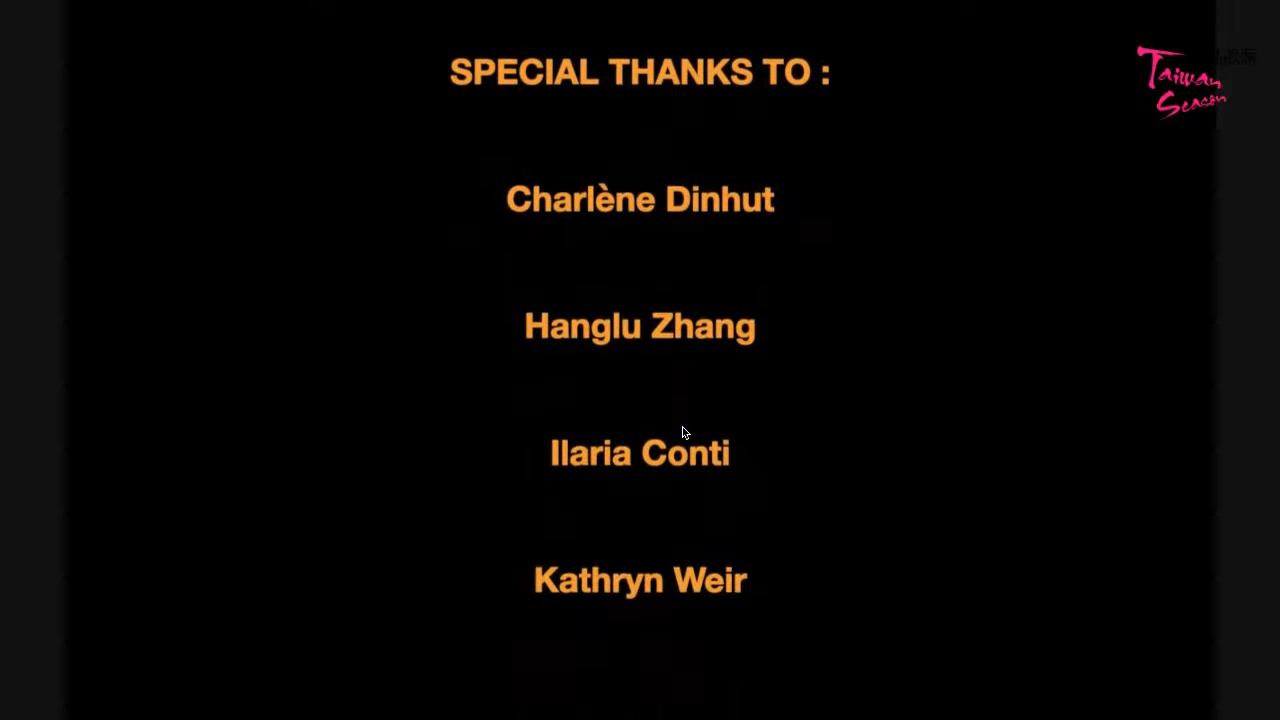 SPECIAL THANKS TO :
Taiwan
Season
Charlène Dinhut
Hanglu Zhang
Ilaria Conti
Kathryn Weir